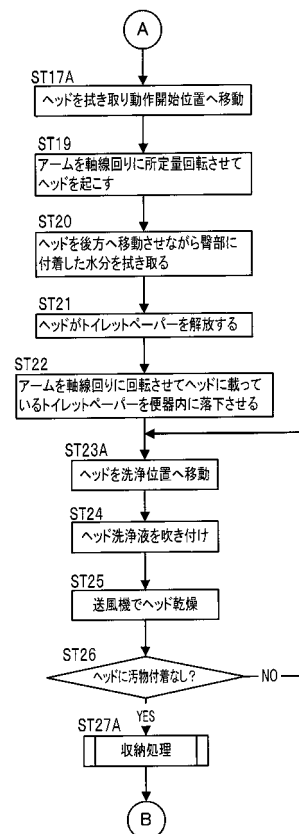 A
ST17A
ヘッドを拭き取り動作開始位置へ移動
ST19
アームを軸線回りに所定量回転させて
ヘッドを起こす
ST20
ヘッドを後方へ移動させながら臀部に
付着した水分を拭き取る
ST21
ヘッドがトイレットペーパーを解放する
ST22
アームを軸線回りに回転させてヘッドに載って
いるトイレットペーパーを便器内に落下させる
ST23A
ヘッドを洗浄位置へ移動
ST24
ヘッド洗浄液を吹き付け
ST25
送風機でヘッド乾燥
ST26
ヘッドに汚物付着なし?
NO
YES
ST27A
収納処理
B